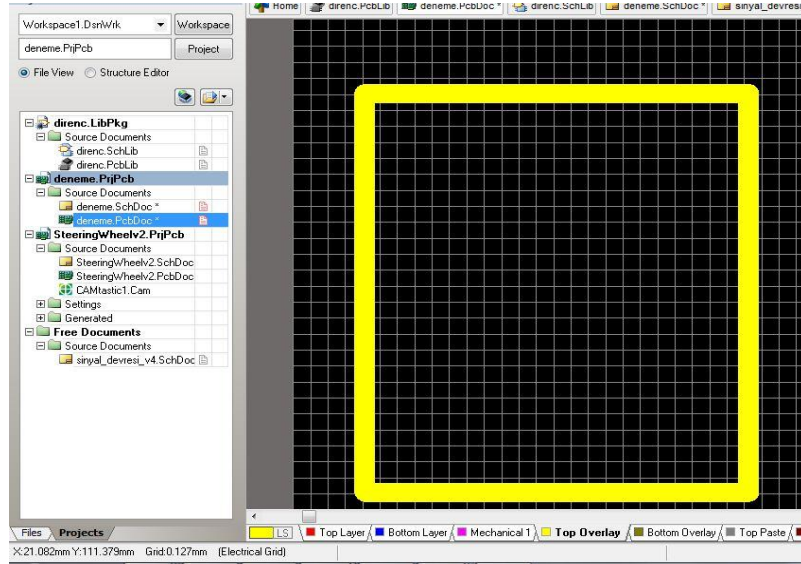 Home direnc.PcbLib deneme.PcbDoc * direnc.SchLib deneme.SchDoc * sinyal_devresi
Workspace1.DsnWrk Workspace
deneme.PrjPcb Project
File View Structure Editor
direnc.LibPkg
Source Documents
direnc.SchLib
direnc.PcbLib
deneme.PrjPcb
Source Documents
deneme.SchDoc *
deneme.PcbDoc *
SteeringWheelv2.PrjPcb
Source Documents
SteeringWheelv2.SchDoc
SteeringWheelv2.PcbDoc
CAMtastic1.Cam
Settings
Generated
Free Documents
Source Documents
sinyal_devresi_v4.SchDoc
Files Projects
LS Top Layer Bottom Layer Mechanical 1 Top Overlay Bottom Overlay Top Paste
X:21.082mm Y:111.379mm Grid:0.127mm (Electrical Grid)